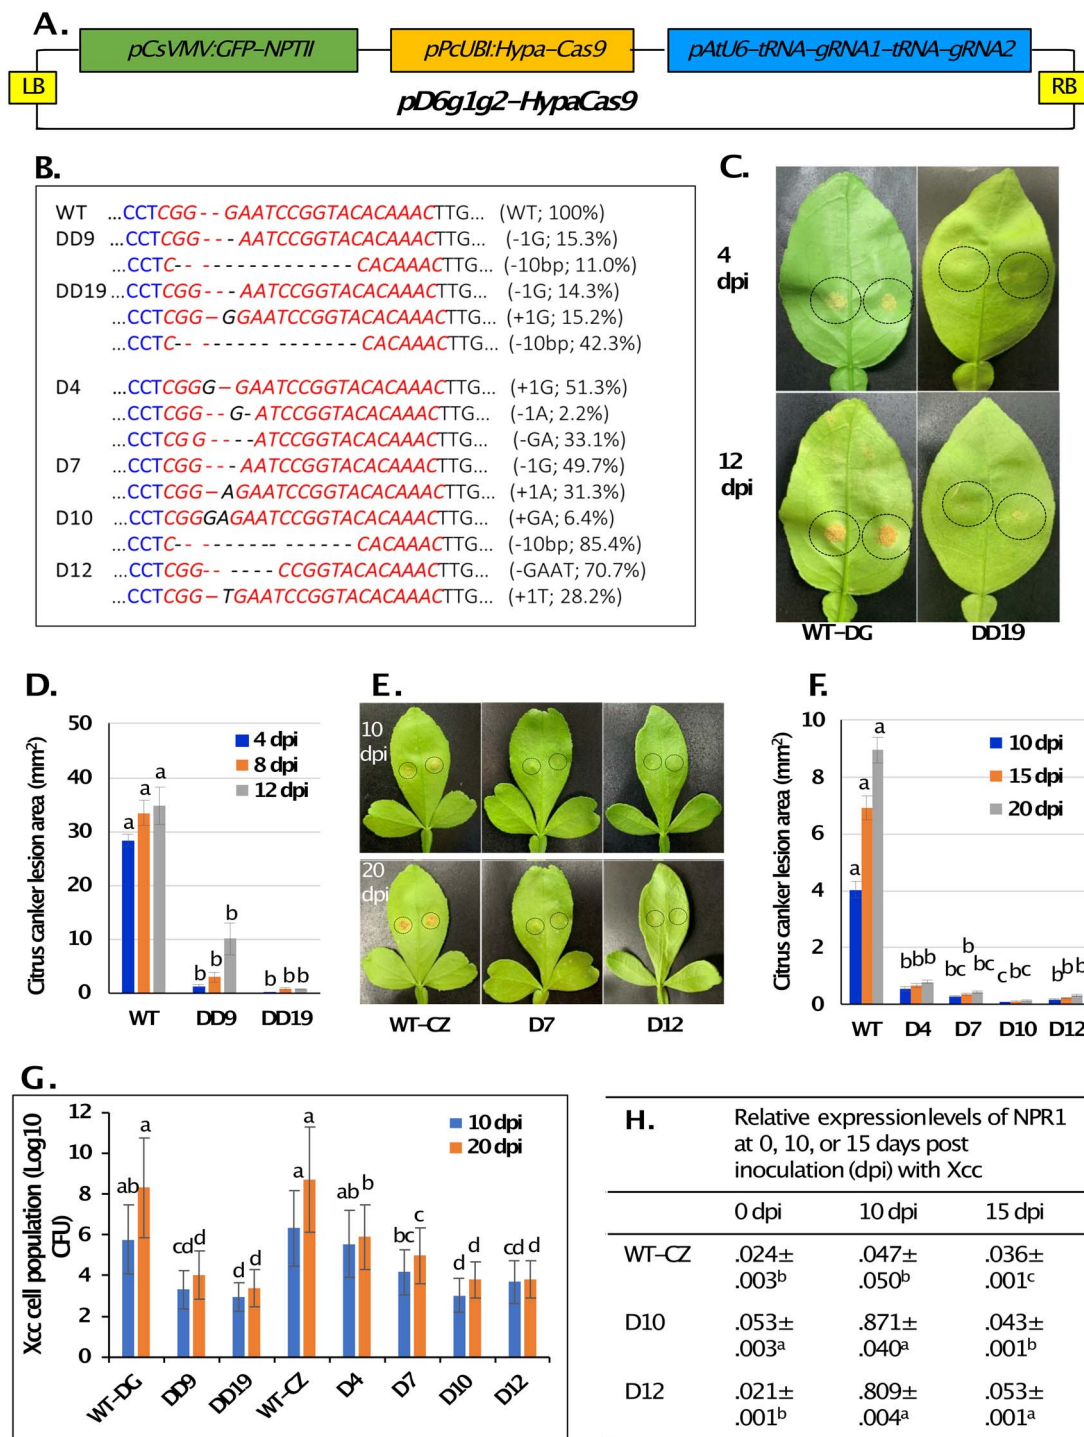 A.
pCsVMV:GFP–NPTII
pPcUBI:Hypa–Cas9
pAtU6–tRNA–gRNA1–tRNA–gRNA2
LB
RB
pD6g1g2–HypaCas9
B.
WT ...CCTCGG--GAATCCGGTACACAAACTTG... (WT; 100%)
DD9 ...CCTCGG---AATCCGGTACACAAACTTG... (-1G; 15.3%)
...CCTC-- - ------------- CACAAACTTG... (-10bp; 11.0%)
DD19 ...CCTCGG---AATCCGGTACACAAACTTG... (-1G; 14.3%)
...CCTCGG–GGAATCCGGTACACAAACTTG... (+1G; 15.2%)
...CCTC- - ------- ------- CACAAACTTG... (-10bp; 42.3%)
D4 ...CCTCGGG–GAATCCGGTACACAAACTTG... (+1G; 51.3%)
...CCTCGG--G-ATCCGGTACACAAACTTG... (-1A; 2.2%)
...CCTCG G----ATCCGGTACACAAACTTG... (-GA; 33.1%)
D7 ...CCTCGG---AATCCGGTACACAAACTTG... (-1G; 49.7%)
...CCTCGG–AGAATCCGGTACACAAACTTG... (+1A; 31.3%)
D10 ...CCTCGGGAGAATCCGGTACACAAACTTG... (+GA; 6.4%)
...CCTC- - ------- ------- CACAAACTTG... (-10bp; 85.4%)
D12 ...CCTCGG-- ----CCGGTACACAAACTTG... (-GAAT; 70.7%)
...CCTCGG–TGAATCCGGTACACAAACTTG... (+1T; 28.2%)
C.
4
dpi
12
dpi
WT–DG DD19
D.
Citrus canker lesion area (mm²)
50
40
30
20
10
0
4 dpi
8 dpi
12 dpi
a a a
b b b
b b b
WT DD9 DD19
E.
10
dpi
20
dpi
WT–CZ D7 D12
F.
Citrus canker lesion area (mm²)
10
8
6
4
2
0
10 dpi
15 dpi
20 dpi
a a a
b b b
bc b bc
c bc
b b b
WT D4 D7 D10 D12
G.
Xcc cell population (Log10
CFU)
12
10
8
6
4
2
0
10 dpi
20 dpi
ab a cd d d d a a ab b bc c d d cd d
WT–DG DD9 DD19 WT–CZ D4 D7 D10 D12
H. Relative expression levels of NPR1
at 0, 10, or 15 days post
inoculation (dpi) with Xcc
0 dpi 10 dpi 15 dpi
WT–CZ .024± .047± .036±
.003ᵇ .050ᵇ .001ᶜ
D10 .053± .871± .043±
.003ᵃ .040ᵃ .001ᵇ
D12 .021± .809± .053±
.001ᵇ .004ᵃ .001ᵃ